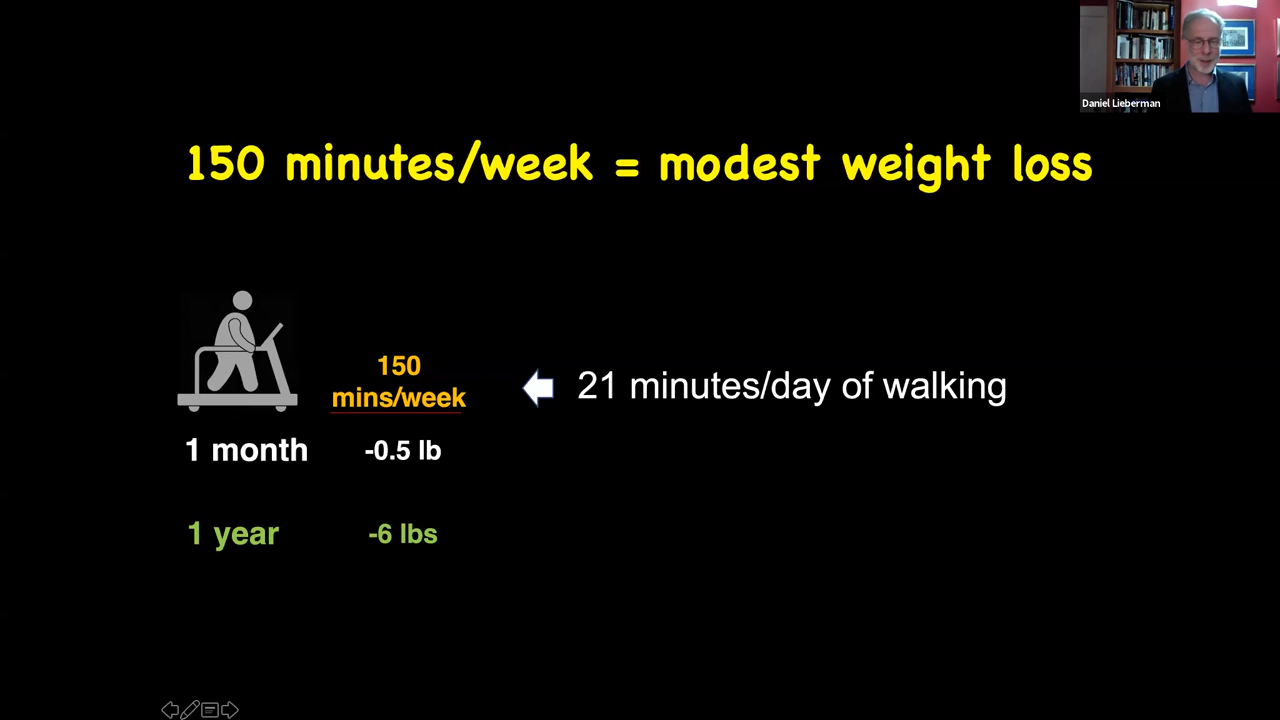 Daniel Lieberman
150 minutes/week = modest weight loss
150
mins/week
21 minutes/day of walking
1 month -0.5 lb
1 year -6 lbs